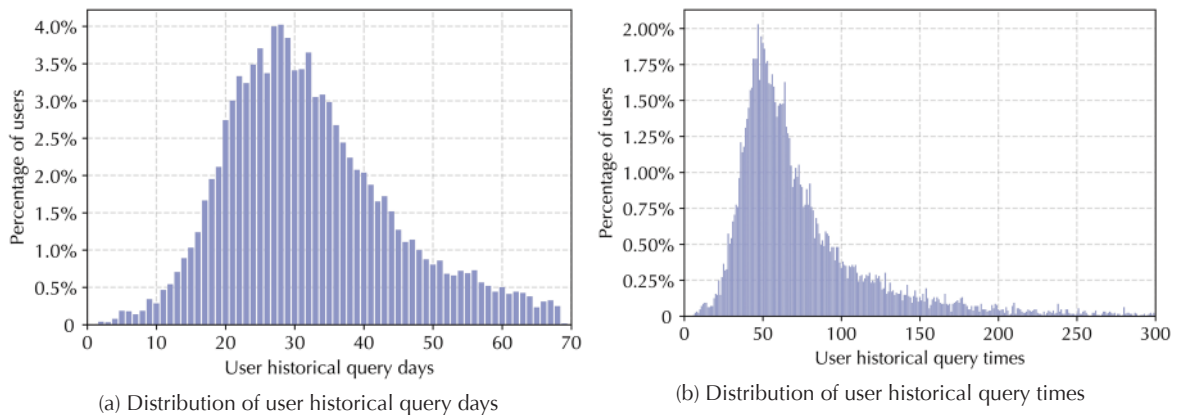 4.0%
3.5%
4.0%
2.5%
2.0%
1.5%
1.0%
0.5%
0
0 10 20 30 40 50 60 70
Percentage of users
User historical query days
(a) Distribution of user historical query days
2.00%
1.75%
1.50%
1.25%
1.00%
0.75%
0.50%
0.25%
0
0 50 100 150 200 250 300
Percentage of users
User historical query times
(b) Distribution of user historical query times